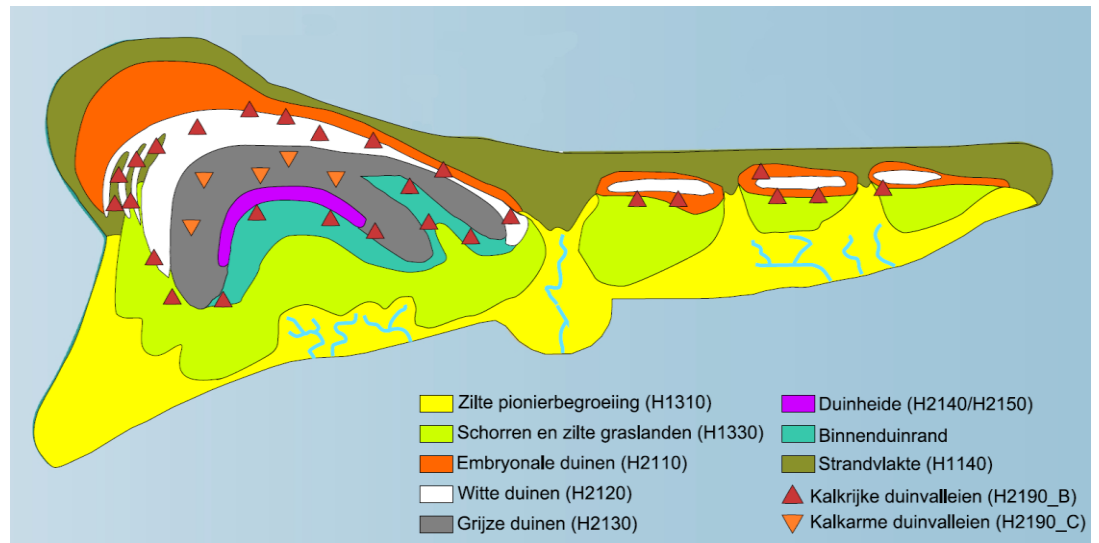 Zilte pionierbegroeiing (H1310)
Schorren en zilte graslanden (H1330)
Embryonale duinen (H2110)
Witte duinen (H2120)
Grijze duinen (H2130)
Duinheide (H2140/H2150)
Binnenduinrand
Strandvlakte (H1140)
Kalkrijke duinvalleien (H2190_B)
Kalkarme duinvalleien (H2190_C)